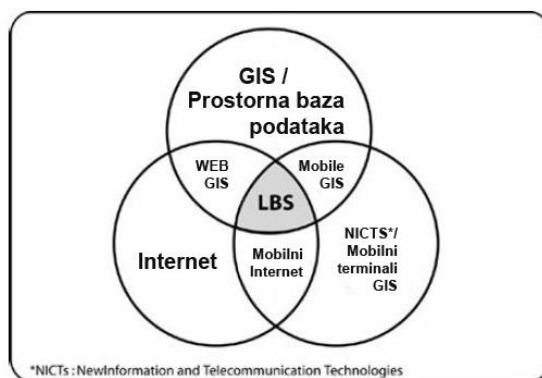 GIS /
Prostorna baza
podataka
WEB
GIS
Mobile
GIS
LBS
Internet
Mobilni
Internet
NICTS*/
Mobilni
terminali
GIS
*NICTs : NewInformation and Telecommunication Technologies